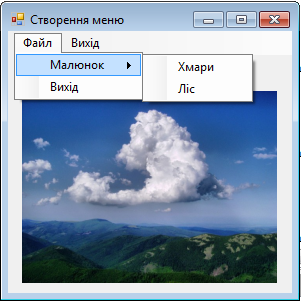 Створення меню
Файл Вихід
Малюнок Хмари
Вихід Ліс